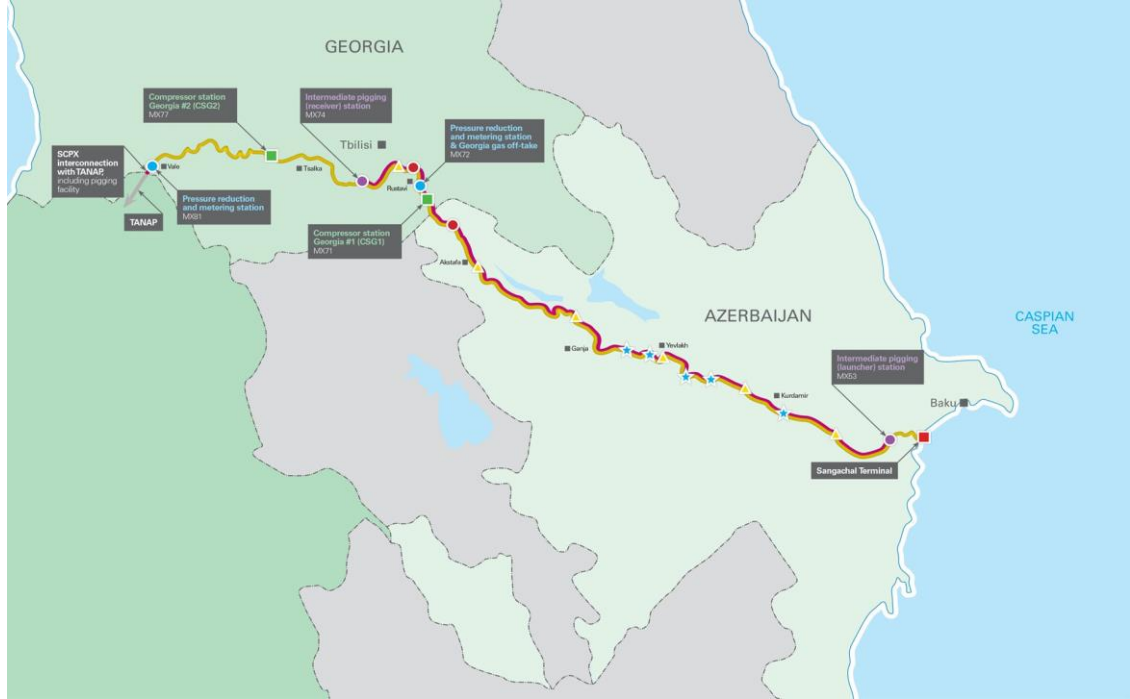 GEORGIA
Compressor station
Georgia #2 (CSG2)
MX77
Intermediate pigging
(receiver) station
MX74
Tbilisi
Pressure reduction
and metering station
& Georgia gas off-take
MX72
SCPX
interconnection
with TANAP,
including pigging
facility
Vale
Tsalka
Rustavi
TANAP
Pressure reduction
and metering station
MX81
Compressor station
Georgia #1 (CSG1)
MX71
Akstafa
AZERBAIJAN
CASPIAN
SEA
Ganja
Yevlakh
Intermediate pigging
(launcher) station
MX53
Kurdamir
Baku
Sangachal Terminal